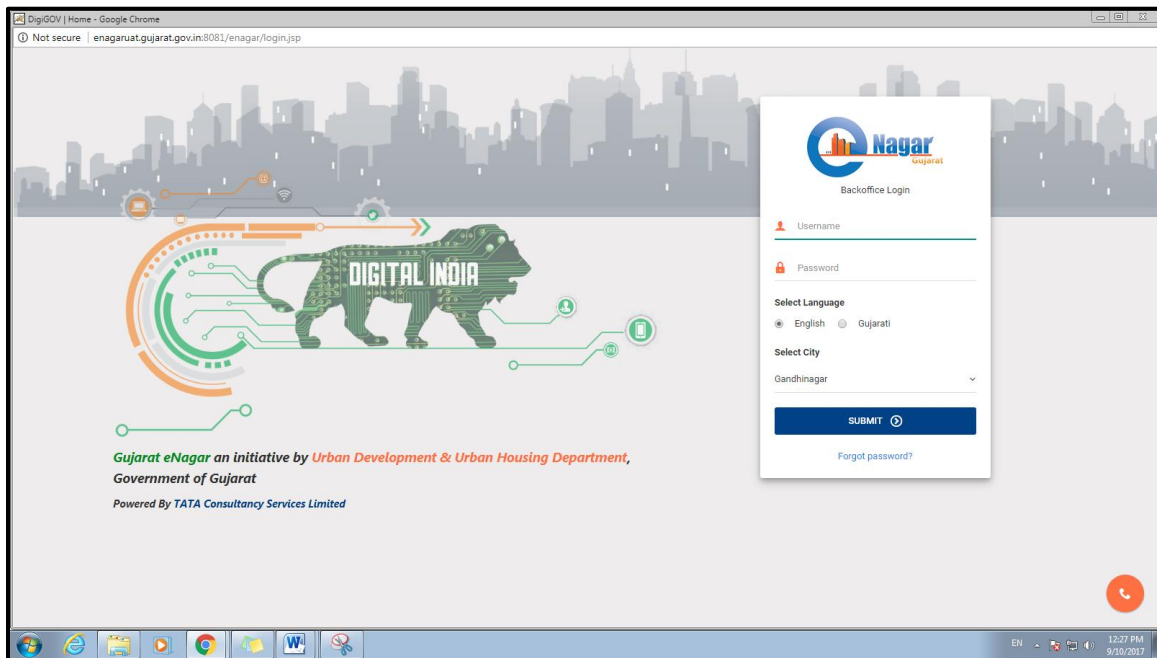 DigiGOV | Home - Google Chrome
Not secure | enagaruat.gujarat.gov.in:8081/enagar/login.jsp
Nagar
Gujarat
Backoffice Login
Username
DIGITAL INDIA
Password
Select Language
English Gujarati
Select City
Gandhinagar
SUBMIT
Forgot password?
Gujarat eNagar an initiative by Urban Development & Urban Housing Department,
Government of Gujarat
Powered By TATA Consultancy Services Limited
EN 12:27 PM
9/10/2017